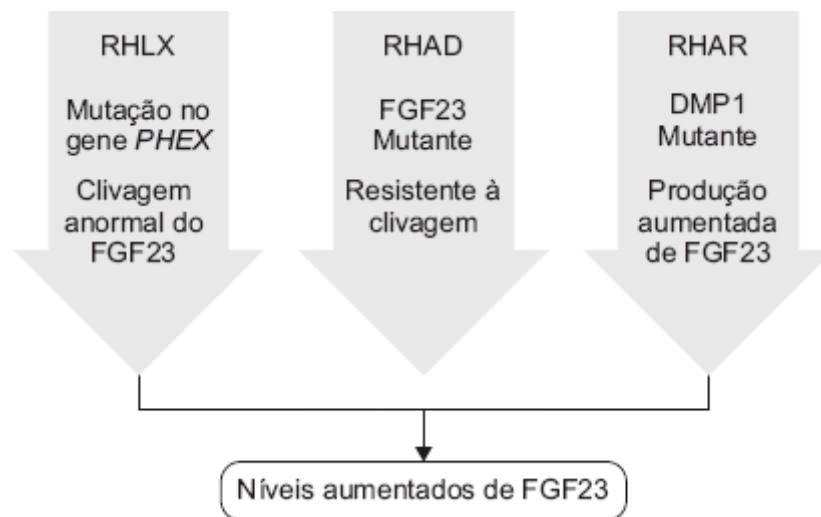 RHLX
Mutação no
gene PHEX
Clivagem
anormal do
FGF23
RHAD
FGF23
Mutante
Resistente à
clivagem
RHAR
DMP1
Mutante
Produção
aumentada
de FGF23
Níveis aumentados de FGF23